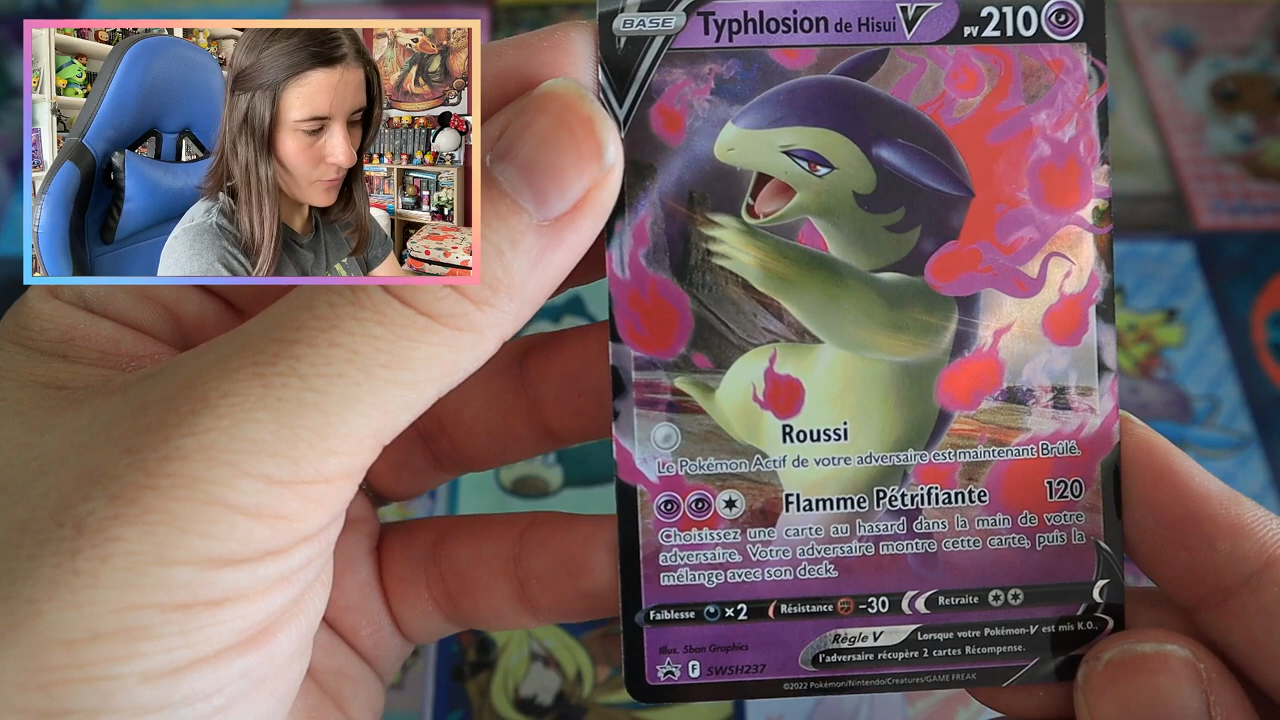 BASE
Typhlosion de Hisui V PV 210
Roussi
Le Pokémon Actif de votre adversaire est maintenant Brûlé.
Flamme Pétrifiante 120
Choisissez une carte au hasard dans la main de votre
adversaire. Votre adversaire montre cette carte, puis la
mélange avec son deck.
Faiblesse ×2 Résistance -30 Retraite
Règle V Lorsque votre Pokémon-V est mis K.O.,
l'adversaire récupère 2 cartes Récompense.
Illus. 5ban Graphics
F SWSH237
©2022 Pokémon/Nintendo/Creatures/GAME FREAK